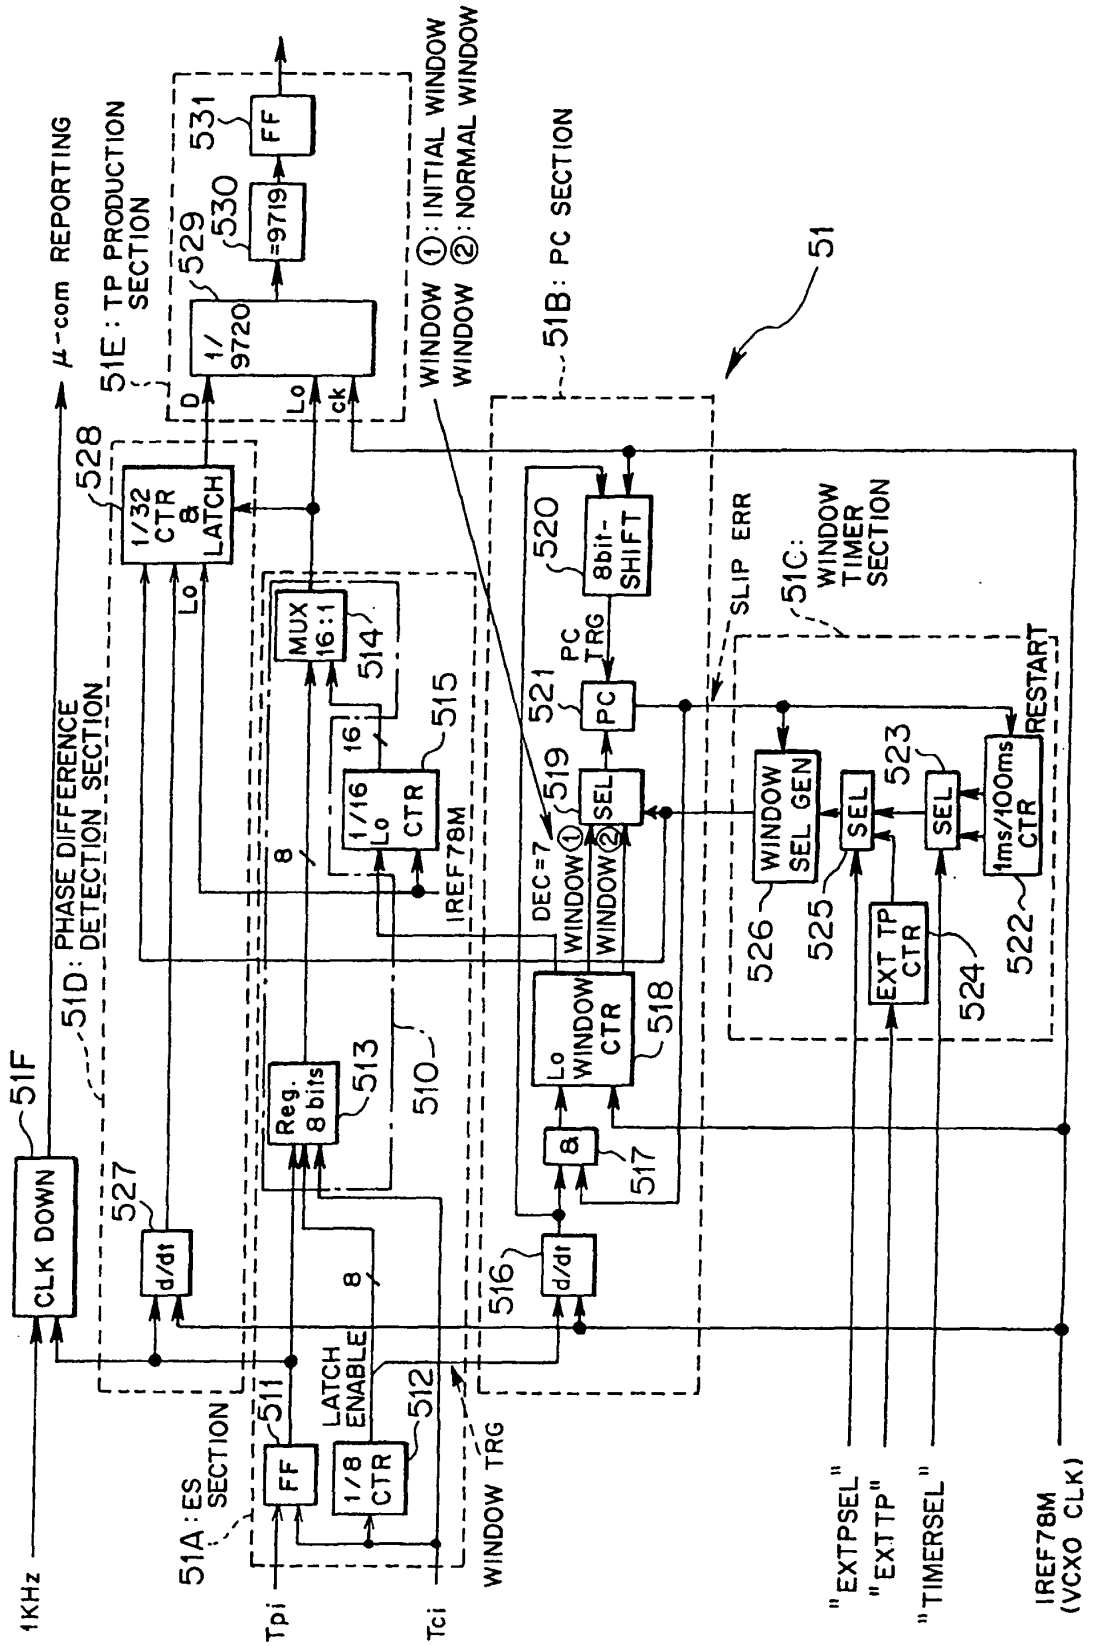 1KHz
CLK DOWN
51F
μ-com REPORTING
51D: PHASE DIFFERENCE
DETECTION SECTION
527
d/dt
Lo
1/32
CTR
&
LATCH
528
51E: TP PRODUCTION
SECTION
D
Lo
ck
1/
9720
529
=9719
530
FF
531
51A: ES
SECTION
Tpi
Tci
FF
511
1/8
CTR
512
LATCH
ENABLE
8
WINDOW TRG
Reg.
8 bits
513
510
8
1/16
Lo
CTR
515
16
MUX
16:1
514
IREF78M
WINDOW ①: INITIAL WINDOW
WINDOW ②: NORMAL WINDOW
51B: PC SECTION
516
d/dt
&
517
Lo
WINDOW
CTR
518
DEC=7
WINDOW ①
WINDOW ②
SEL
519
PC
521
PC
TRG
8bit-
SHIFT
520
51
SLIP ERR
51C:
WINDOW
TIMER
SECTION
WINDOW
SEL GEN
526
SEL
525
SEL
523
EXT TP
CTR
524
1ms/100ms
CTR
522
RESTART
"EXTPSEL"
"EXTTP"
"TIMERSEL"
IREF78M
(VCXO CLK)